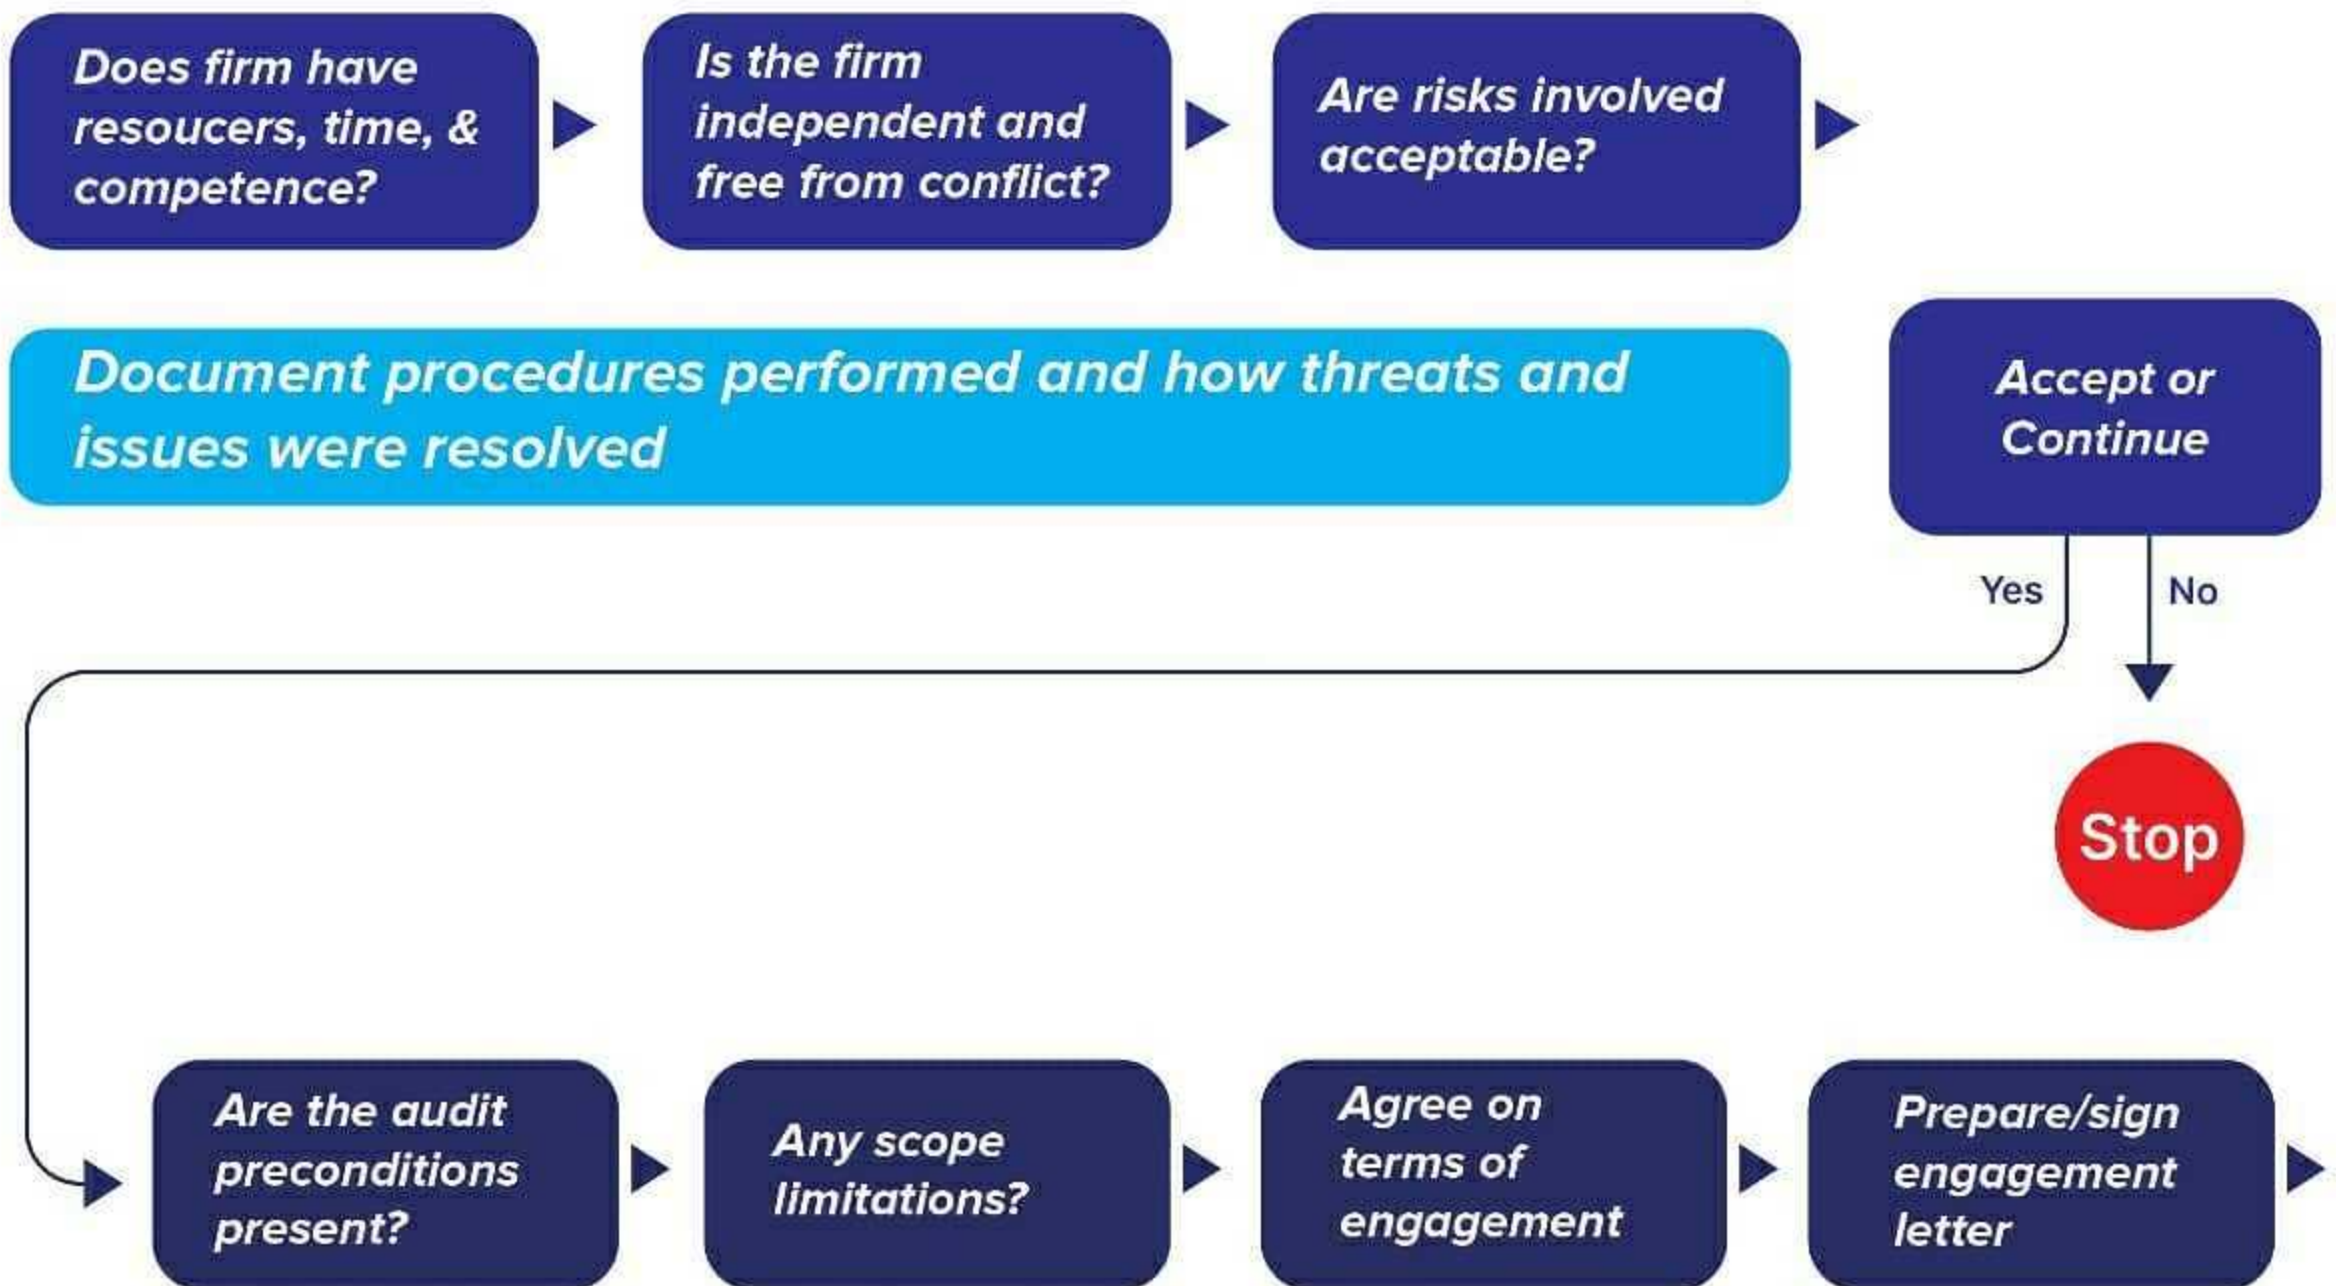 Does firm have
resoucers, time, &
competence?
Is the firm
independent and
free from conflict?
Are risks involved
acceptable?
Document procedures performed and how threats and
issues were resolved
Accept or
Continue
Yes
No
Stop
Are the audit
preconditions
present?
Any scope
limitations?
Agree on
terms of
engagement
Prepare/sign
engagement
letter